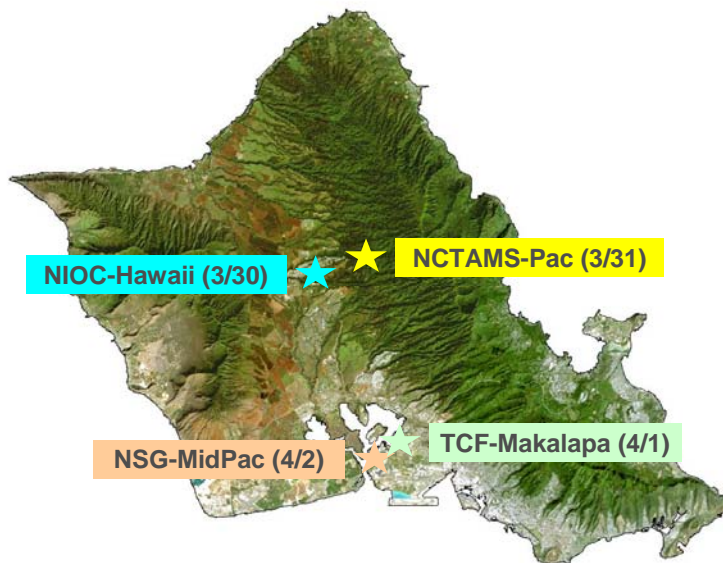 NCTAMS-Pac (3/31)
NIOC-Hawaii (3/30)
TCF-Makalapa (4/1)
NSG-MidPac (4/2)